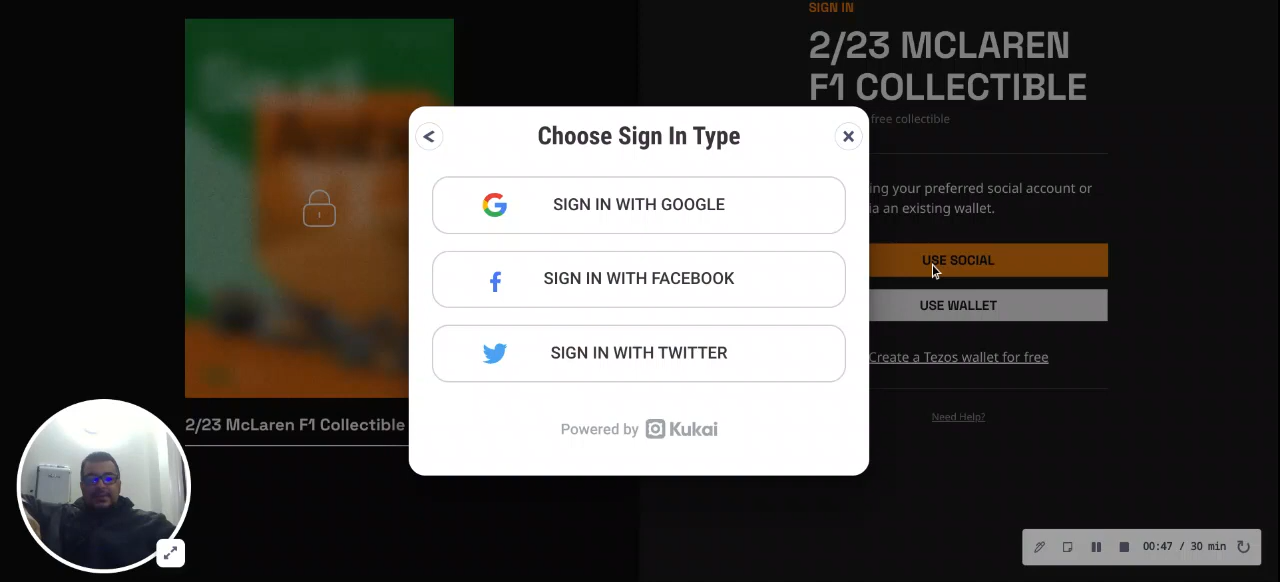 SIGN IN
2/23 MCLAREN
F1 COLLECTIBLE
free collectible
Choose Sign In Type
SIGN IN WITH GOOGLE
SIGN IN WITH FACEBOOK
SIGN IN WITH TWITTER
Powered by Kukai
ing your preferred social account or
ia an existing wallet.
USE SOCIAL
USE WALLET
Create a Tezos wallet for free
Need Help?
2/23 McLaren F1 Collectible
00:47 / 30 min